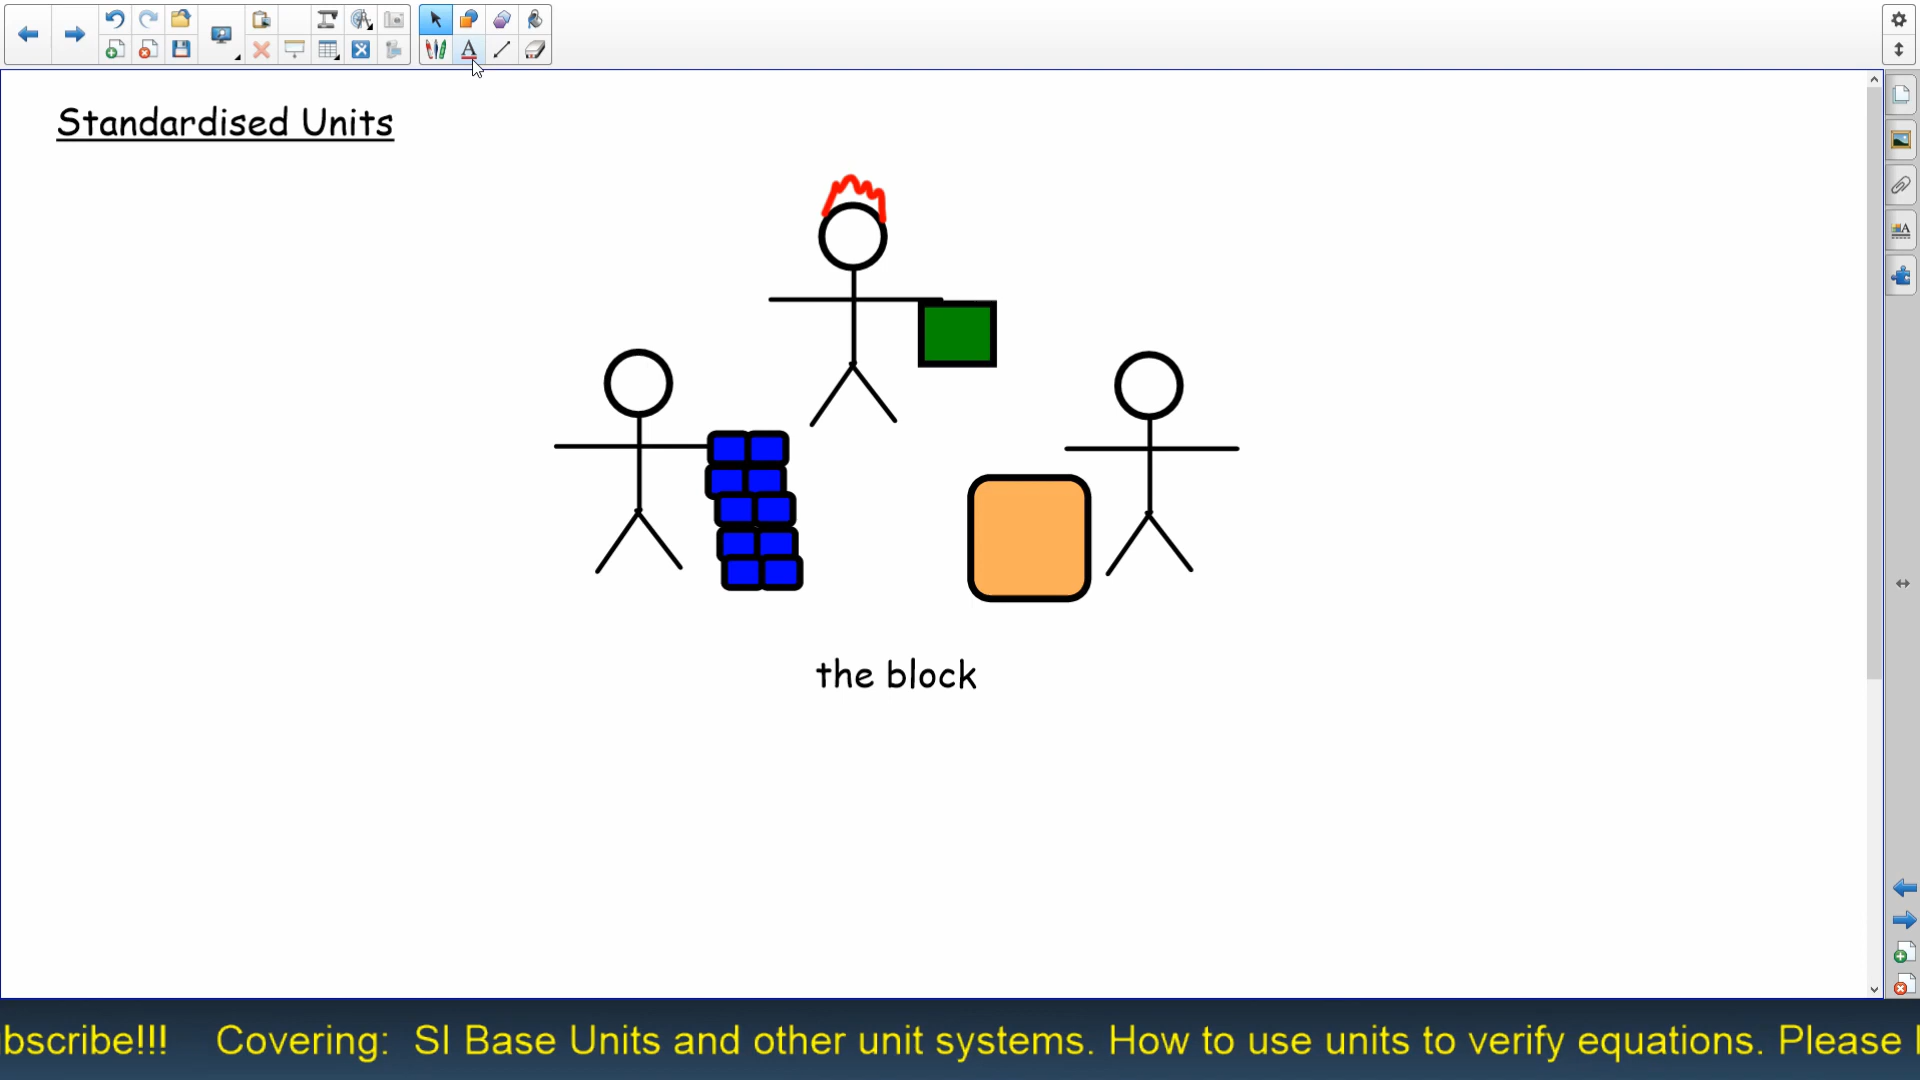 Standardised Units
the block
ubscribe!!! Covering: SI Base Units and other unit systems. How to use units to verify equations. Please